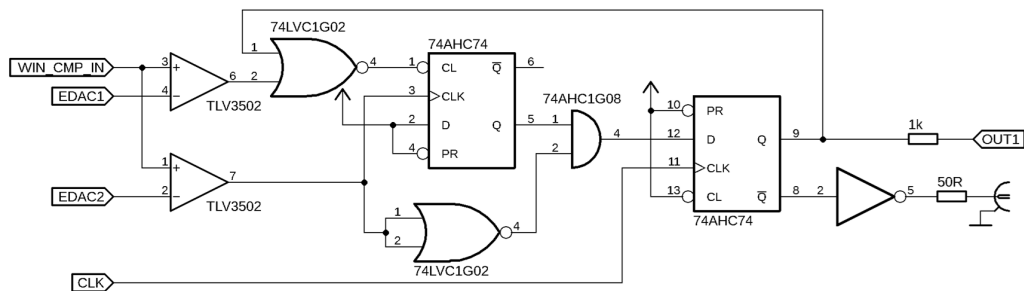 74LVC1G02
WIN_CMP_IN
3
+
4
−
6
TLV3502
EDAC1
1
2
4
74AHC74
1
CL
Q
6
3
CLK
2
D
Q
5
4
PR
74AHC1G08
1
2
4
10
PR
12
D
Q
9
11
CLK
13
CL
Q
8
74AHC74
1k
OUT1
2
5
50R
1
+
2
−
7
TLV3502
EDAC2
1
2
4
74LVC1G02
CLK